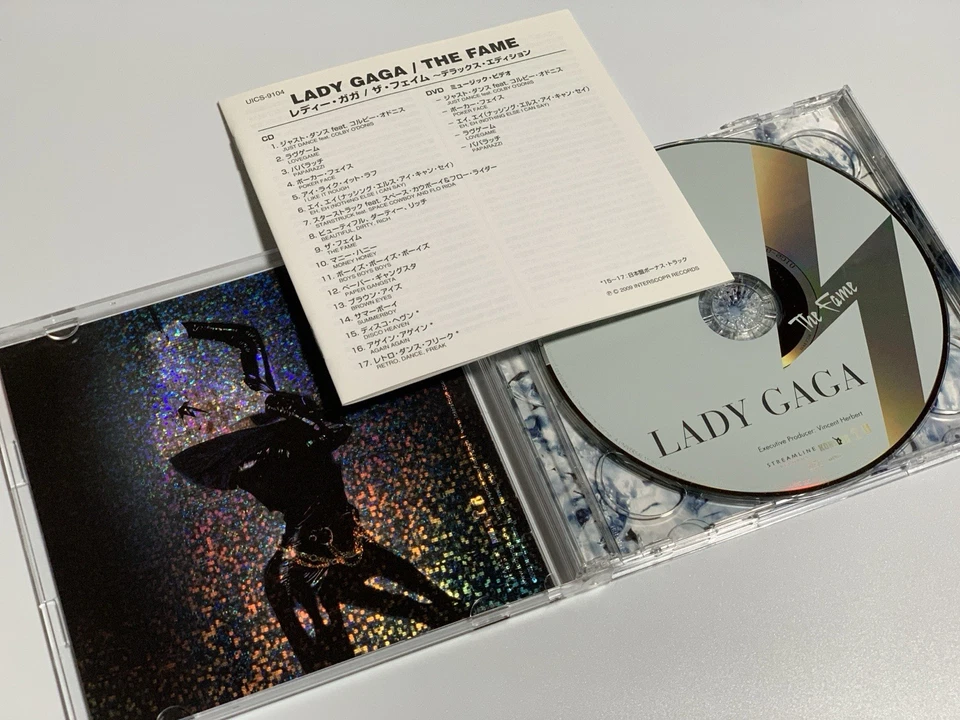 UICS-9104
LADY GAGA / THE FAME
レディー・ガガ / ザ・フェイム ～デラックス・エディション
CD
1. ジャスト・ダンス feat. コルビー・オドニス
JUST DANCE feat. COLBY O'DONIS
2. ラヴゲーム
LOVEGAME
3. パパラッチ
PAPARAZZI
4. ポーカー・フェイス
POKER FACE
5. アイ・ライク・イット・ラフ
I LIKE IT ROUGH
6. エィ, エィ(ナッシング・エルス・アイ・キャン・セイ)
EH, EH (NOTHING ELSE I CAN SAY)
7. スターストラック feat. スペース・カウボーイ&フロー・ライダー
STARSTRUCK feat. SPACE COWBOY AND FLO RIDA
8. ビューティフル, ダーティー, リッチ
BEAUTIFUL, DIRTY, RICH
9. ザ・フェイム
THE FAME
10. マニー・ハニー
MONEY HONEY
11. ボーイズ・ボーイズ・ボーイズ
BOYS BOYS BOYS
12. ペーパー・ギャングスタ
PAPER GANGSTA
13. ブラウン・アイズ
BROWN EYES
14. サマーボーイ
SUMMERBOY
15. ディスコ・ヘヴン *
DISCO HEAVEN
16. アゲイン・アゲイン *
AGAIN AGAIN
17. レトロ・ダンス・フリーク *
RETRO, DANCE, FREAK
DVD ミュージック・ビデオ
– ジャスト・ダンス feat. コルビー・オドニス
JUST DANCE feat. COLBY O'DONIS
– ポーカー・フェイス
POKER FACE
– エィ, エィ(ナッシング・エルス・アイ・キャン・セイ)
EH, EH (NOTHING ELSE I CAN SAY)
– ラヴゲーム
LOVEGAME
– パパラッチ
PAPARAZZI
*15~17: 日本盤ボーナス・トラック
℗ © 2009 INTERSCOPR RECORDS
The Fame
LADY GAGA
Executive Producer: Vincent Herbert
STREAMLINE